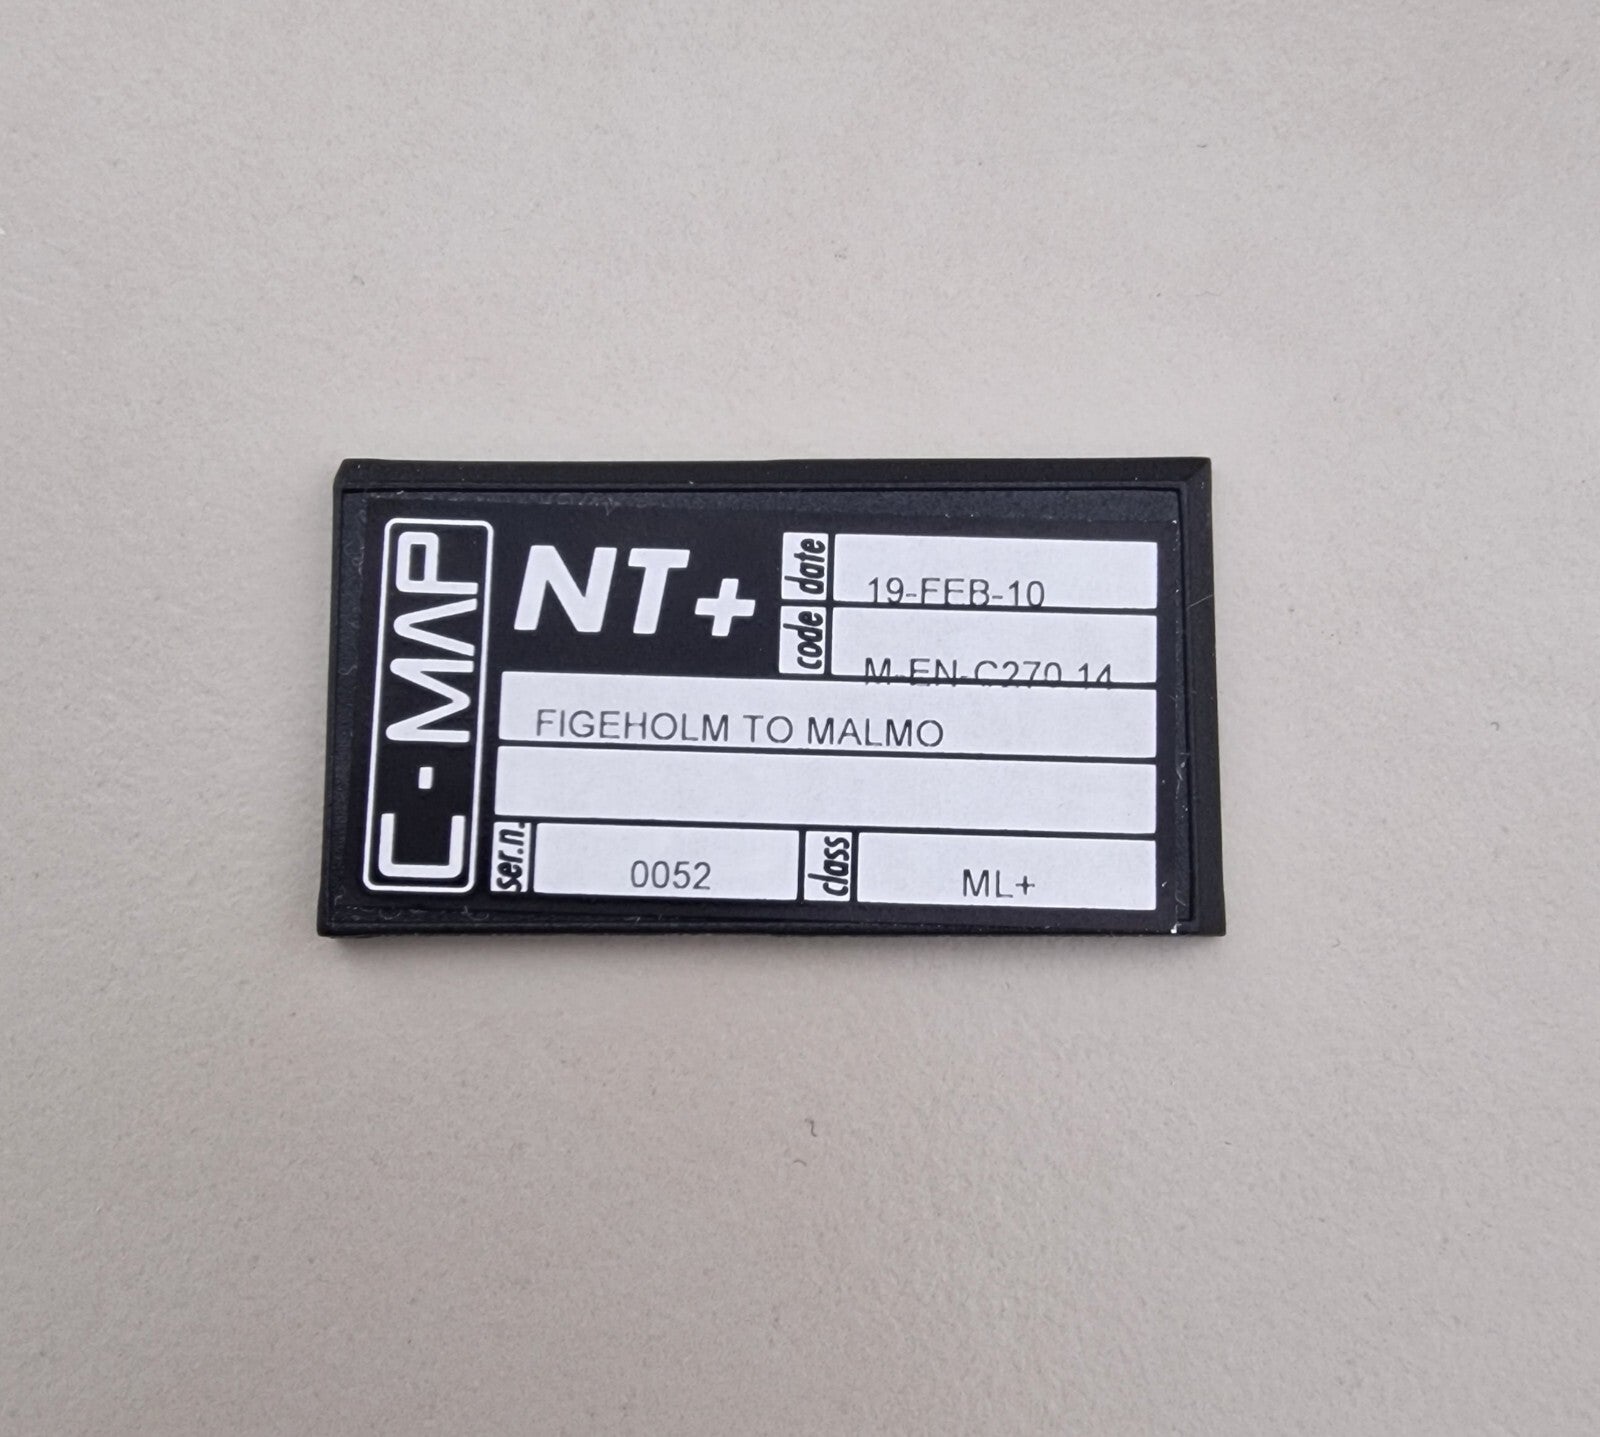 C-MAP
NT+
date 19-FEB-10
code M-EN-C270.14
FIGEHOLM TO MALMO
ser.n. 0052 class ML+